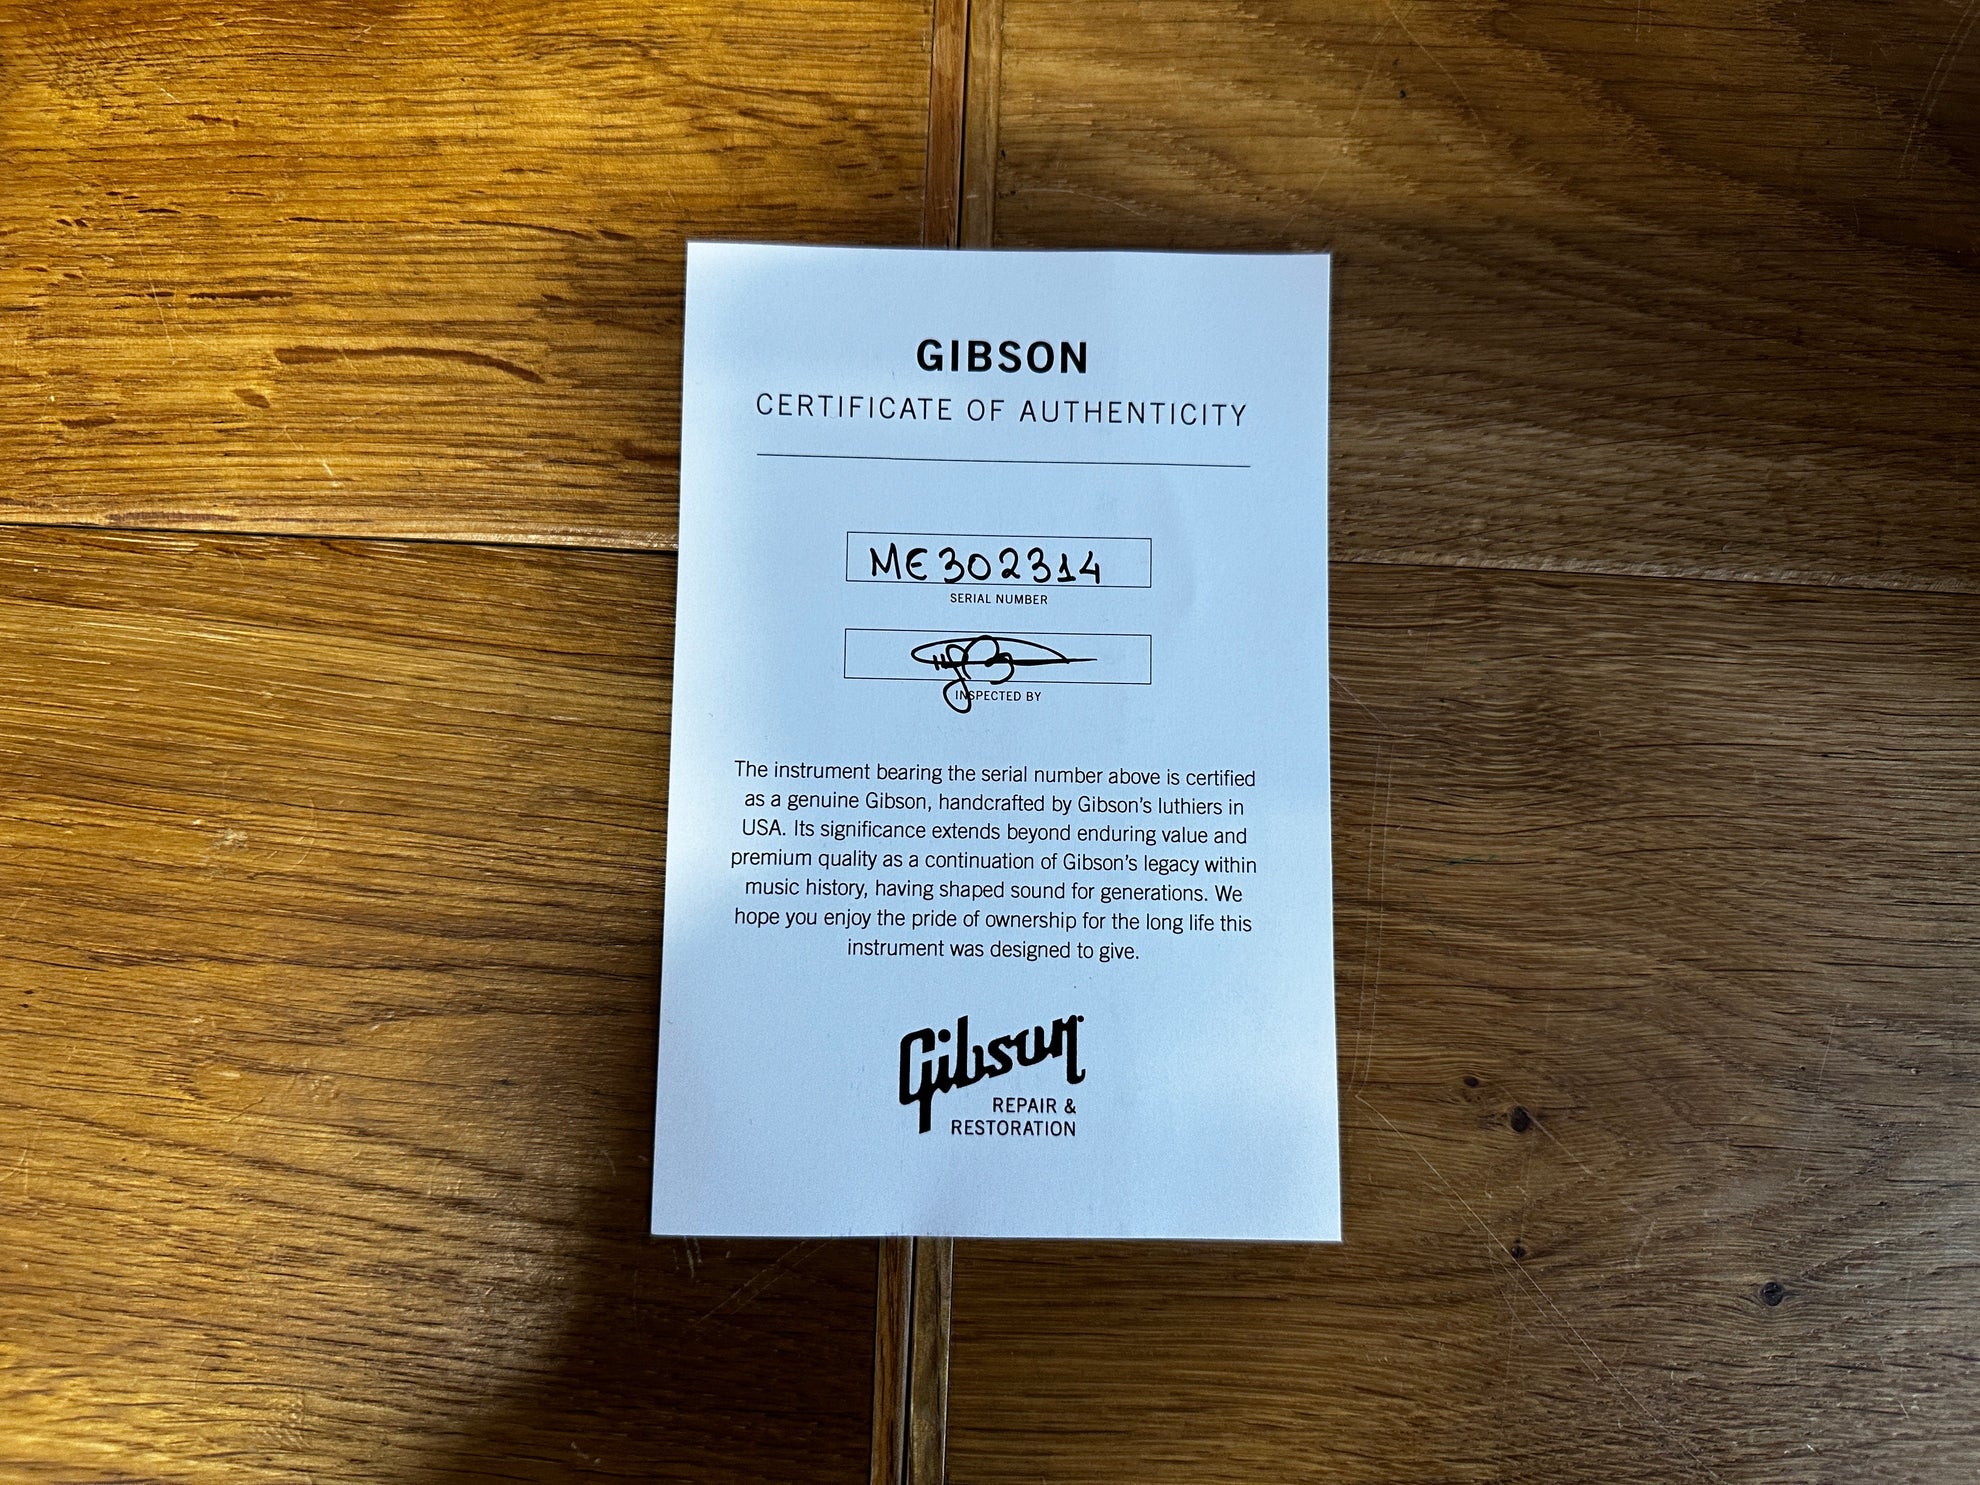 GIBSON
CERTIFICATE OF AUTHENTICITY
ME302314
SERIAL NUMBER
INSPECTED BY
The instrument bearing the serial number above is certified
as a genuine Gibson, handcrafted by Gibson's luthiers in
USA. Its significance extends beyond enduring value and
premium quality as a continuation of Gibson's legacy within
music history, having shaped sound for generations. We
hope you enjoy the pride of ownership for the long life this
instrument was designed to give.
Gibson
REPAIR &
RESTORATION